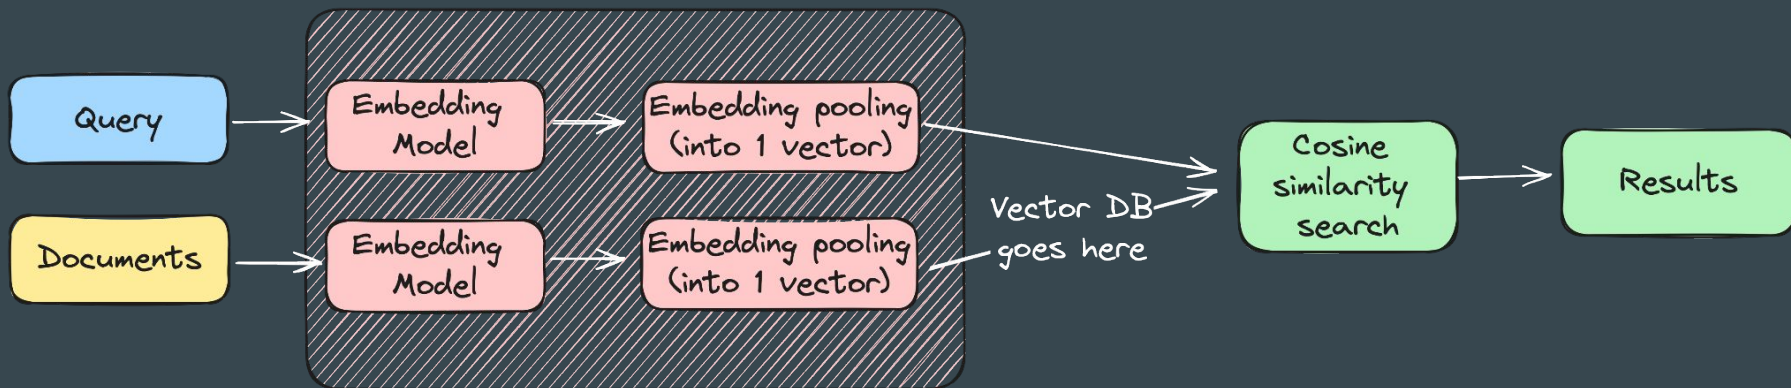 Query
Embedding
Model
Embedding pooling
(into 1 vector)
Documents
Embedding
Model
Embedding pooling
(into 1 vector)
Vector DB
goes here
Cosine
similarity
search
Results